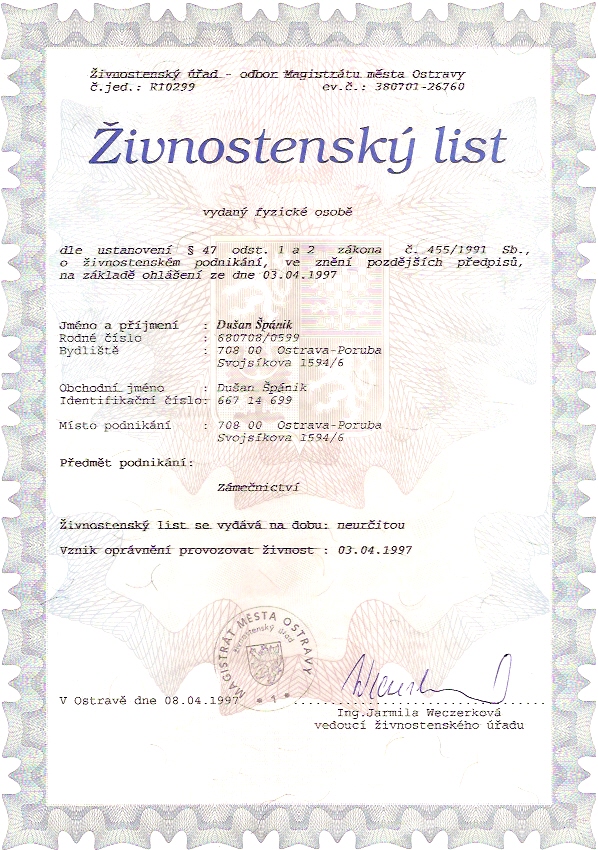 Živnostenský úřad - odbor Magistrátu města Ostravy
č.jed.: R10299 ev.č.: 380701-26760
Živnostenský list
vydaný fyzické osobě
dle ustanovení § 47 odst. 1 a 2 zákona č. 455/1991 Sb.,
o živnostenském podnikání, ve znění pozdějších předpisů,
na základě ohlášení ze dne 03.04.1997
Jméno a příjmení : Dušan Špánik
Rodné číslo : 680708/0599
Bydliště : 708 00 Ostrava-Poruba
Svojsíkova 1594/6
Obchodní jméno : Dušan Špánik
Identifikační číslo: 667 14 699
Místo podnikání : 708 00 Ostrava-Poruba
Svojsíkova 1594/6
Předmět podnikání:
Zámečnictví
Živnostenský list se vydává na dobu: neurčitou
Vznik oprávnění provozovat živnost : 03.04.1997
MAGISTRÁT MĚSTA OSTRAVY
živnostenský úřad
1
V Ostravě dne 08.04.1997
Ing.Jarmila Weczerková
vedoucí živnostenského úřadu